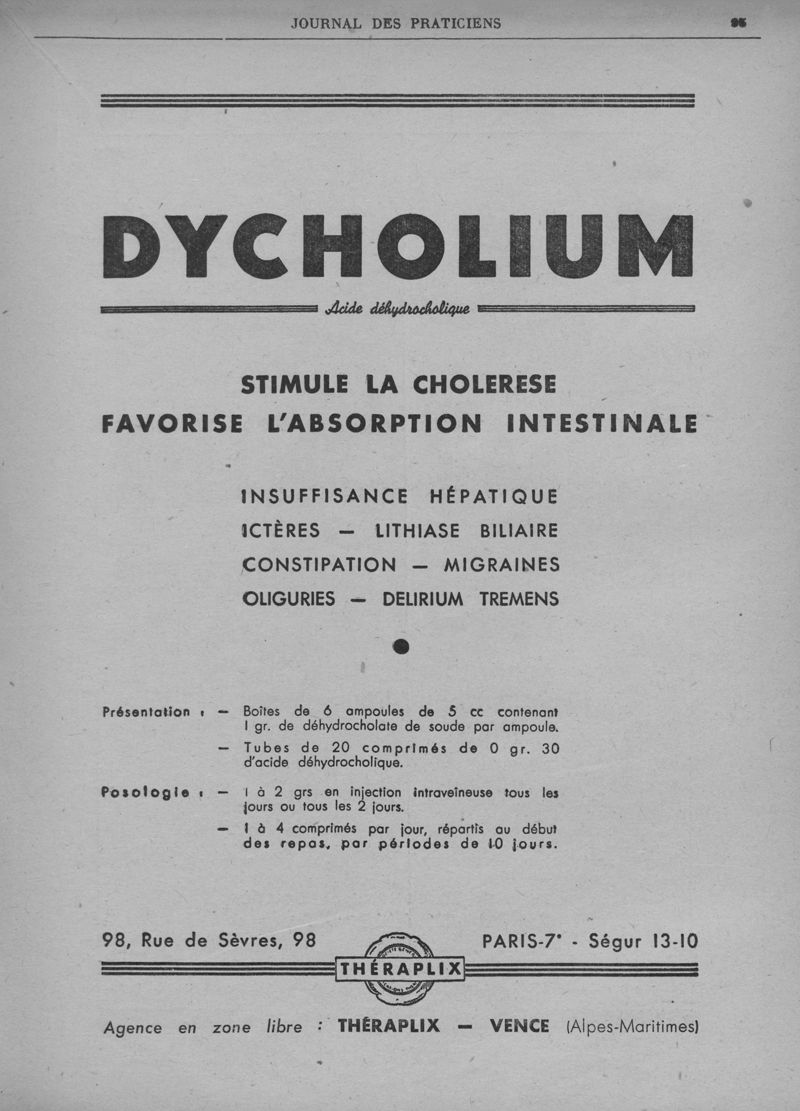 JOURNAL DES PRATICIENS
DYCHOLIUM
Acide déhydrocholique
STIMULE LA CHOLERESE
FAVORISE L'ABSORPTION INTESTINALE
INSUFFISANCE HÉPATIQUE
ICTÈRES — LITHIASE BILIAIRE
CONSTIPATION — MIGRAINES
OLIGURIES — DELIRIUM TREMENS
Présentation : — Boîtes de 6 ampoules de 5 cc contenant
1 gr. de déhydrocholate de soude par ampoule.
— Tubes de 20 comprimés de 0 gr. 30
d'acide déhydrocholique.
Posologie : — 1 à 2 grs en injection intraveineuse tous les
jours ou tous les 2 jours.
— 1 à 4 comprimés par jour, répartis au début
des repas, par périodes de 10 jours.
98, Rue de Sèvres, 98
PARIS-7° - Ségur 13-10
THÉRAPLIX
Agence en zone libre : THÉRAPLIX — VENCE (Alpes-Maritimes)